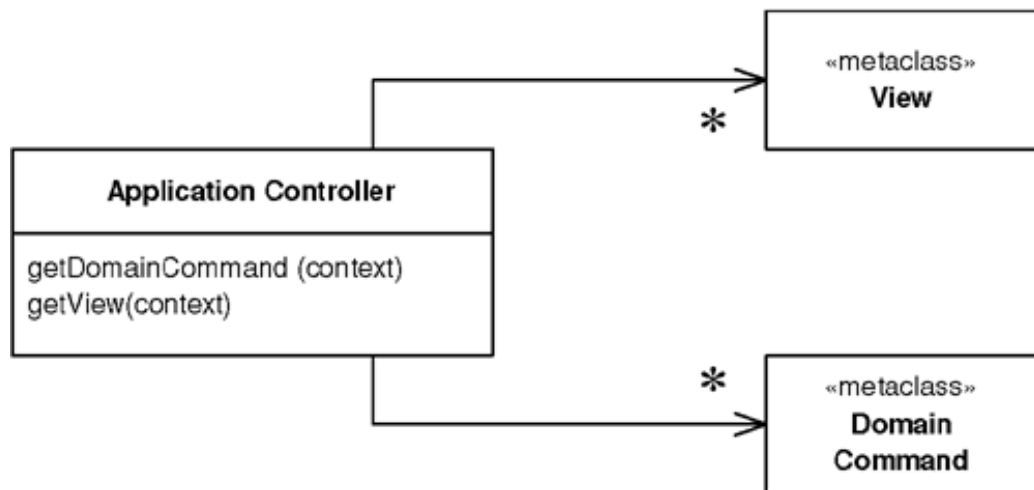 «metaclass»
View
*
Application Controller
getDomainCommand (context)
getView(context)
*
«metaclass»
Domain
Command